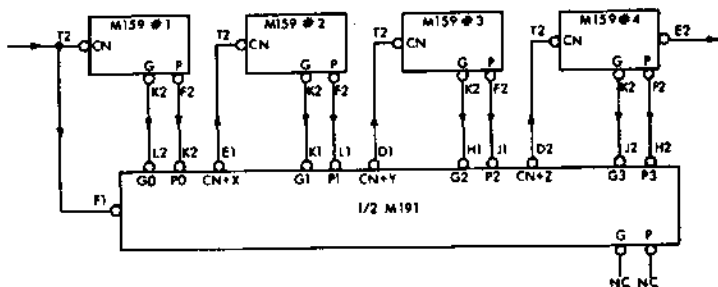 M159 #1 M159 #2 M159 #3 M159 #4
T2 T2 T2 T2 E2
CN CN CN CN
G P G P G P G P
K2 F2 K2 F2 K2 F2 K2 F2
L2 K2 E1 K1 L1 D1 H1 J1 D2 J2 H2
G0 P0 CN+X G1 P1 CN+Y G2 P2 CN+Z G3 P3
F1
1/2 M191
G P
NC NC